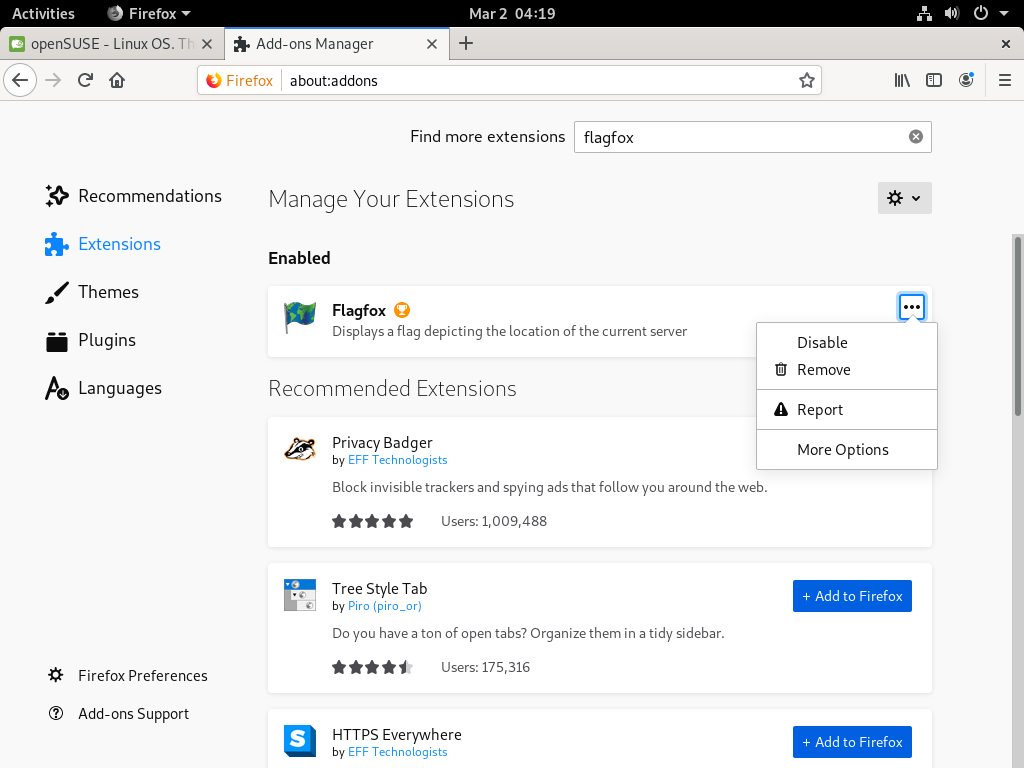 Activities
Firefox
Mar 2 04:19
openSUSE - Linux OS. Th
Add-ons Manager
Firefox
about:addons
Find more extensions
flagfox
Recommendations
Extensions
Themes
Plugins
Languages
Firefox Preferences
Add-ons Support
Manage Your Extensions
Enabled
Flagfox
Displays a flag depicting the location of the current server
Disable
Remove
Report
More Options
Recommended Extensions
Privacy Badger
by EFF Technologists
Block invisible trackers and spying ads that follow you around the web.
Users: 1,009,488
Tree Style Tab
by Piro (piro_or)
+ Add to Firefox
Do you have a ton of open tabs? Organize them in a tidy sidebar.
Users: 175,316
HTTPS Everywhere
by EFF Technologists
+ Add to Firefox